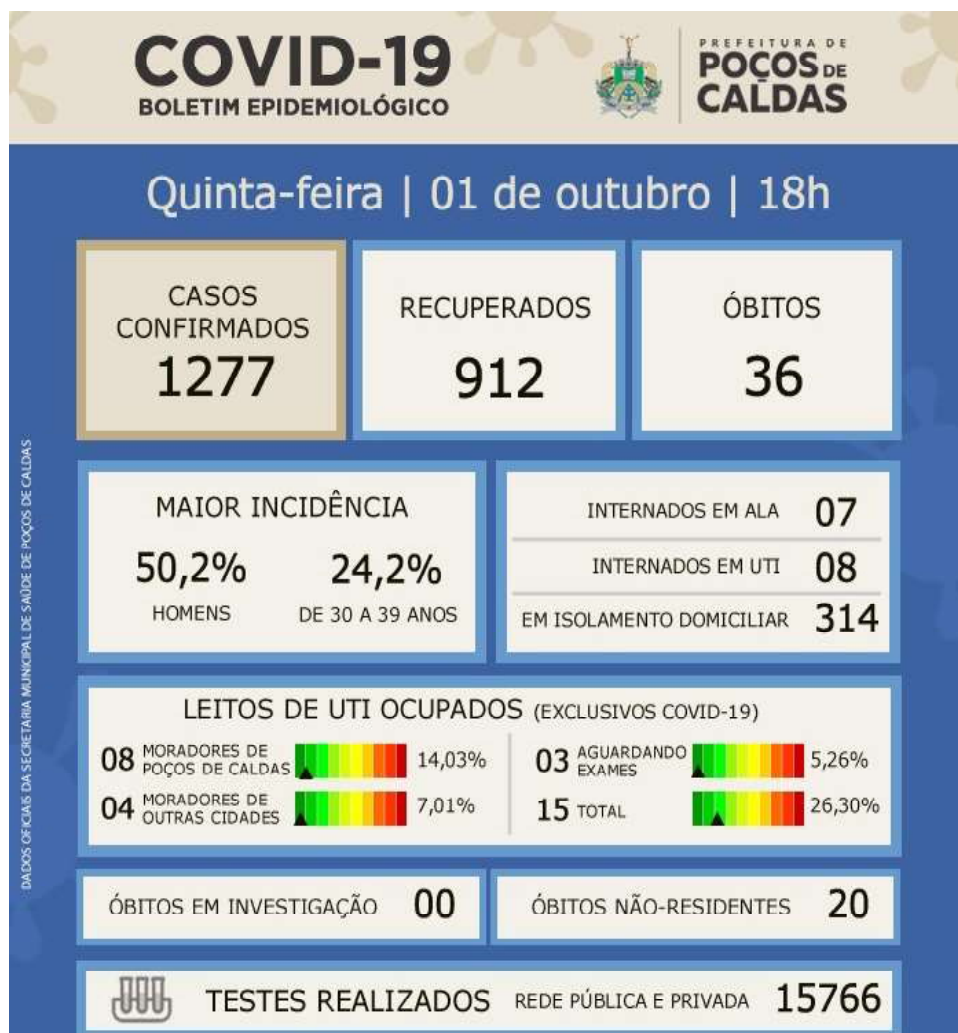 COVID-19
BOLETIM EPIDEMIOLÓGICO
PREFEITURA DE
POÇOS DE
CALDAS
Quinta-feira | 01 de outubro | 18h
CASOS
CONFIRMADOS
1277
RECUPERADOS
912
ÓBITOS
36
MAIOR INCIDÊNCIA
50,2%
HOMENS
24,2%
DE 30 A 39 ANOS
INTERNADOS EM ALA 07
INTERNADOS EM UTI 08
EM ISOLAMENTO DOMICILIAR 314
LEITOS DE UTI OCUPADOS (EXCLUSIVOS COVID-19)
08 MORADORES DE
POÇOS DE CALDAS 14,03%
04 MORADORES DE
OUTRAS CIDADES 7,01%
03 AGUARDANDO
EXAMES 5,26%
15 TOTAL 26,30%
ÓBITOS EM INVESTIGAÇÃO 00
ÓBITOS NÃO-RESIDENTES 20
TESTES REALIZADOS REDE PÚBLICA E PRIVADA 15766
DADOS OFICIAIS DA SECRETARIA MUNICIPAL DE SAÚDE DE POÇOS DE CALDAS